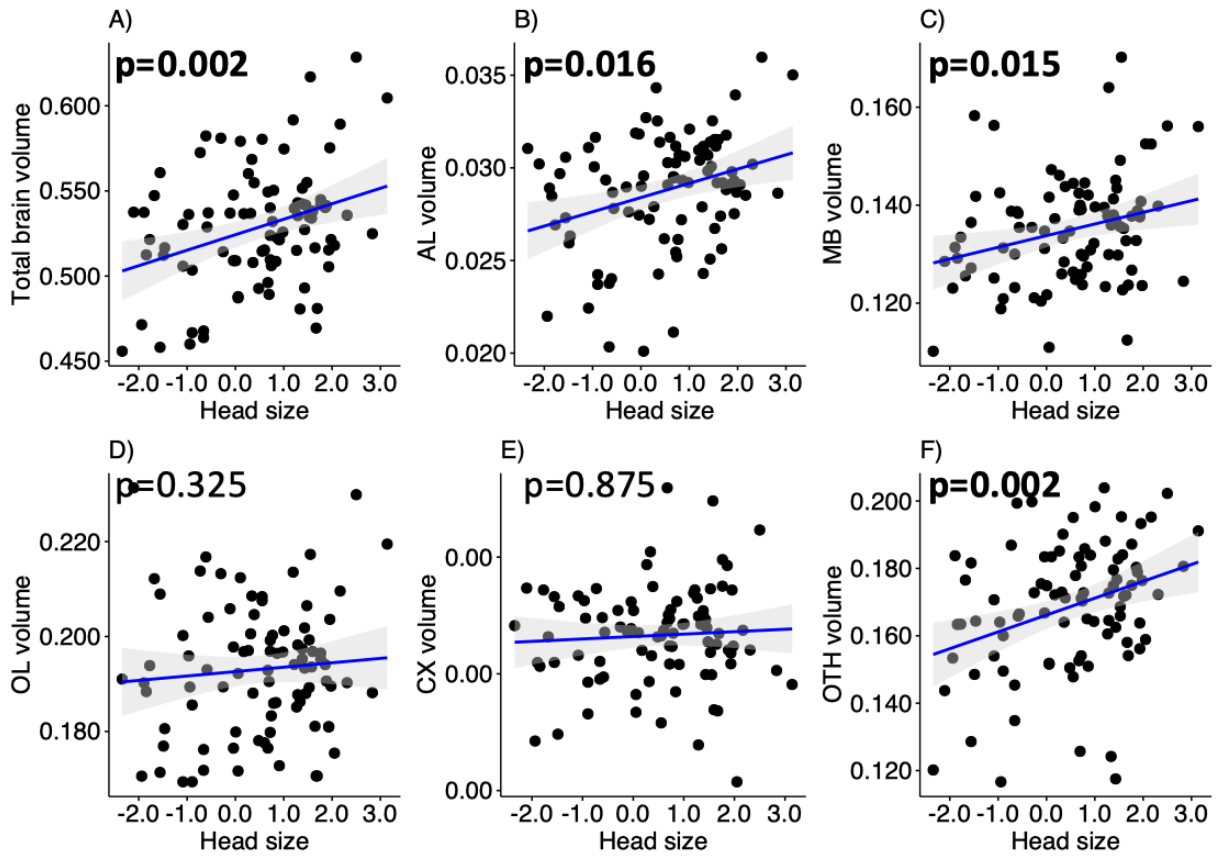 A)
p=0.002
Total brain volume
0.600
0.550
0.500
0.450
-2.0 -1.0 0.0 1.0 2.0 3.0
Head size
B)
p=0.016
AL volume
0.035
0.030
0.025
0.020
-2.0 -1.0 0.0 1.0 2.0 3.0
Head size
C)
p=0.015
MB volume
0.160
0.140
0.120
-2.0 -1.0 0.0 1.0 2.0 3.0
Head size
D)
p=0.325
OL volume
0.220
0.200
0.180
-2.0 -1.0 0.0 1.0 2.0 3.0
Head size
E)
p=0.875
CX volume
0.00
0.00
0.00
-2.0 -1.0 0.0 1.0 2.0 3.0
Head size
F)
p=0.002
OTH volume
0.200
0.180
0.160
0.140
0.120
-2.0 -1.0 0.0 1.0 2.0 3.0
Head size